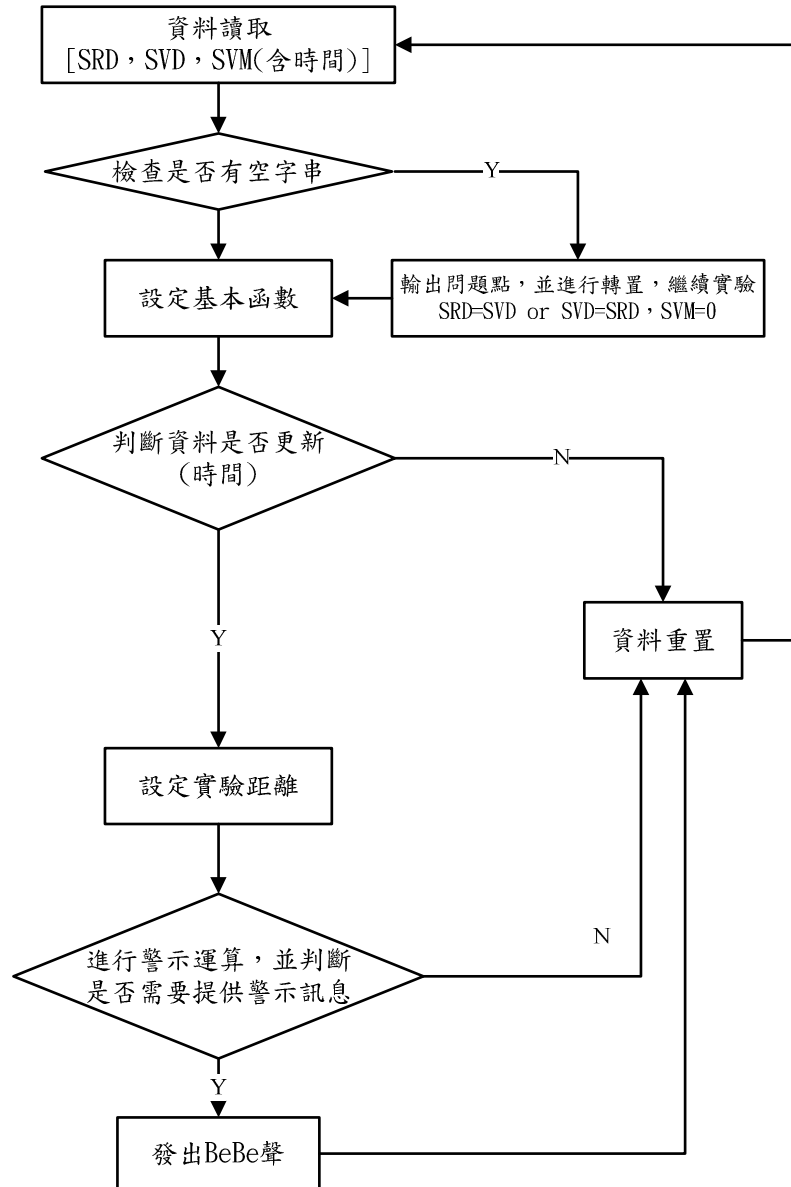 資料讀取
[SRD，SVD，SVM(含時間)]
檢查是否有空字串
Y
設定基本函數
輸出問題點，並進行轉置，繼續實驗
SRD=SVD or SVD=SRD，SVM=0
判斷資料是否更新
(時間)
N
Y
資料重置
設定實驗距離
進行警示運算，並判斷
是否需要提供警示訊息
N
Y
發出BeBe聲